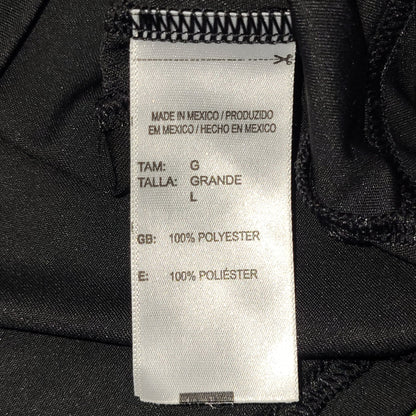 MADE IN MEXICO / PRODUZIDO
EM MEXICO / HECHO EN MEXICO
TAM: G
TALLA: GRANDE
L
GB: 100% POLYESTER
E: 100% POLIÉSTER